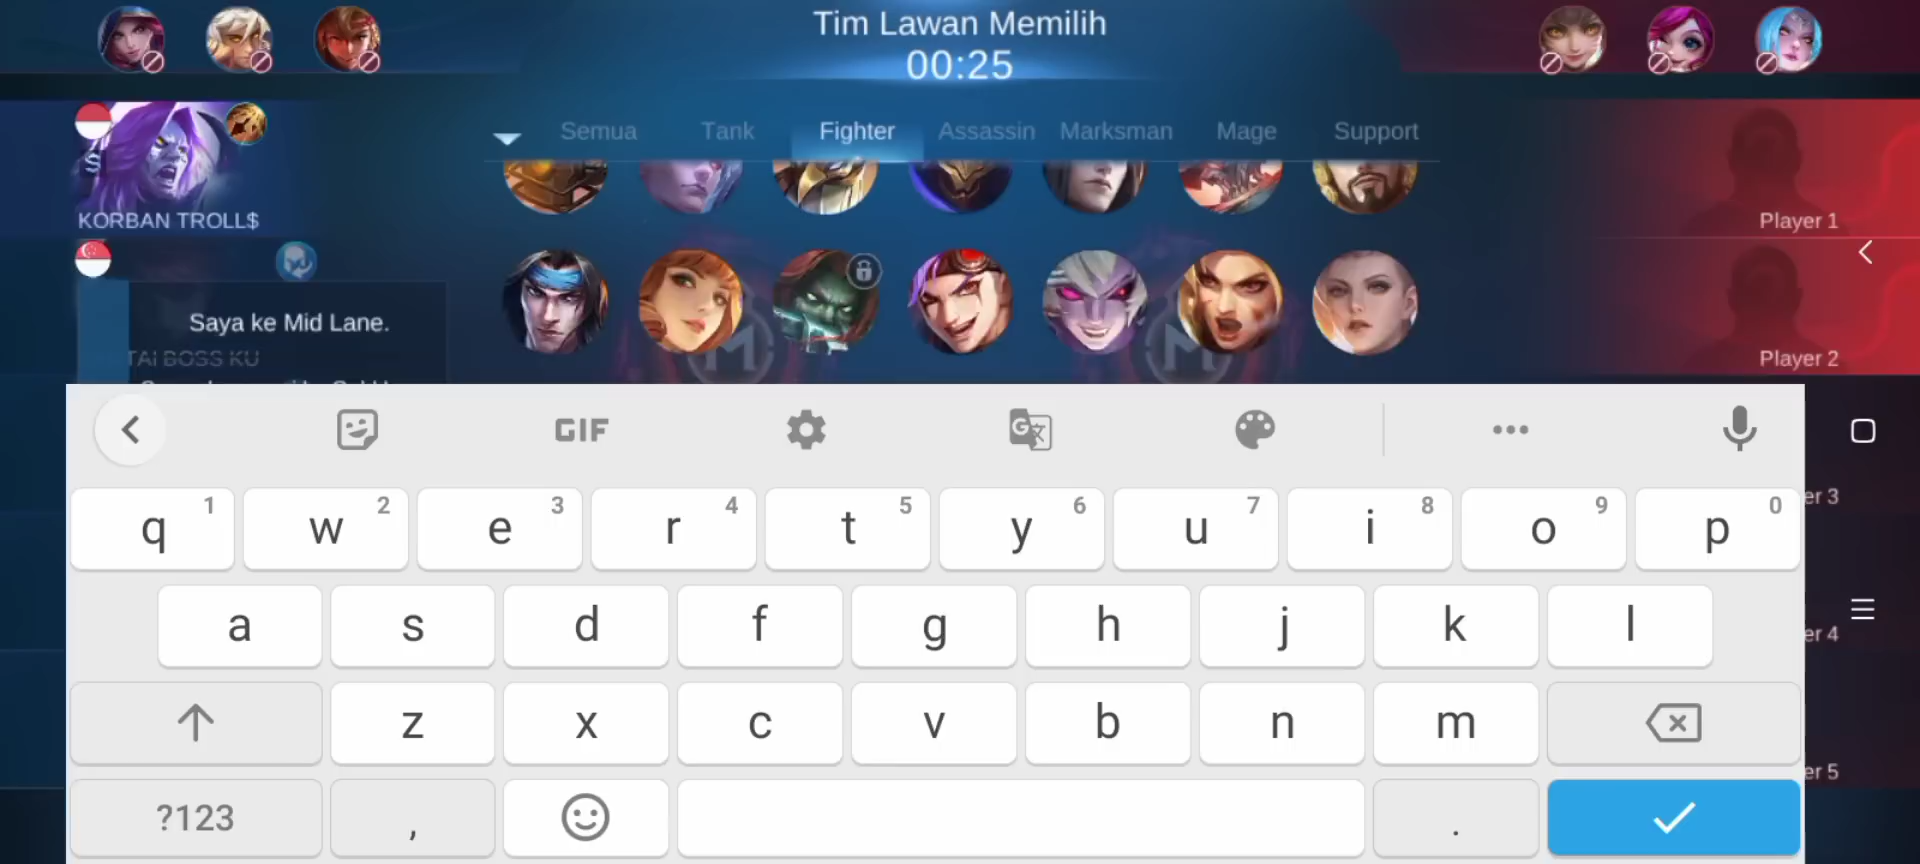 Tim Lawan Memilih
00:25
Semua Tank Fighter Assassin Marksman Mage Support
KORBAN TROLL$
Player 1
Saya ke Mid Lane.
TAI BOSS KU
Player 2
GIF
er 3
q 1 w 2 e 3 r 4 t 5 y 6 u 7 i 8 o 9 p 0
a s d f g h j k l
er 4
z x c v b n m
er 5
?123 , .